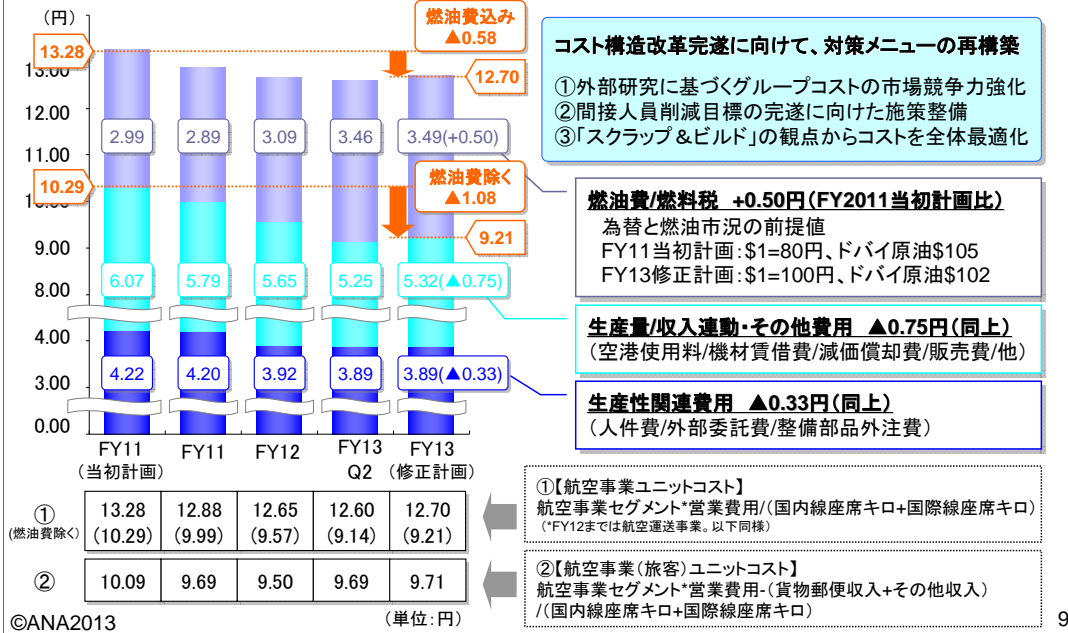 (円)
13.28
13.00
12.00
11.00
10.29
10.00
9.00
8.00
4.00
3.00
0.00
燃油費込み
▲0.58
12.70
2.99
2.89
3.09
3.46
3.49(+0.50)
燃油費除く
▲1.08
9.21
6.07
5.79
5.65
5.25
5.32(▲0.75)
4.22
4.20
3.92
3.89
3.89(▲0.33)
FY11
(当初計画)
FY11
FY12
FY13
Q2
FY13
(修正計画)
コスト構造改革完遂に向けて、対策メニューの再構築
①外部研究に基づくグループコストの市場競争力強化
②間接人員削減目標の完遂に向けた施策整備
③「スクラップ&ビルド」の観点からコストを全体最適化
燃油費/燃料税 +0.50円(FY2011当初計画比)
為替と燃油市況の前提値
FY11当初計画:$1=80円、ドバイ原油$105
FY13修正計画:$1=100円、ドバイ原油$102
生産量/収入連動・その他費用 ▲0.75円(同上)
(空港使用料/機材賃借費/減価償却費/販売費/他)
生産性関連費用 ▲0.33円(同上)
(人件費/外部委託費/整備部品外注費)
①
(燃油費除く)
13.28 12.88 12.65 12.60 12.70
(10.29) (9.99) (9.57) (9.14) (9.21)
② 10.09 9.69 9.50 9.69 9.71
(単位:円)
①【航空事業ユニットコスト】
航空事業セグメント*営業費用/(国内線座席キロ+国際線座席キロ)
(*FY12までは航空運送事業。以下同様)
②【航空事業(旅客)ユニットコスト】
航空事業セグメント*営業費用-(貨物郵便収入+その他収入)
/(国内線座席キロ+国際線座席キロ)
©ANA2013
9